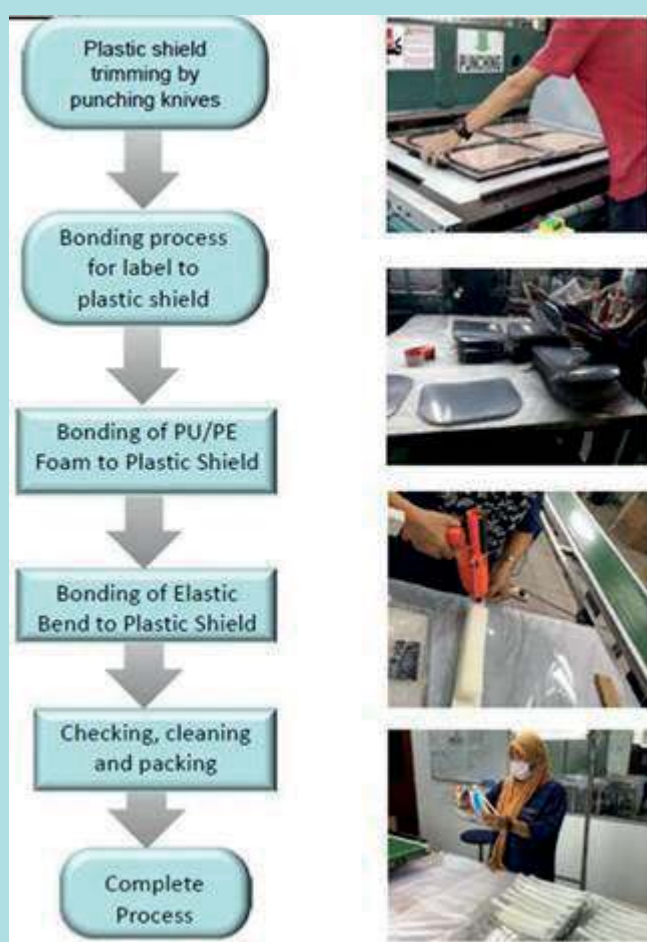 Plastic shield
trimming by
punching knives
PUNCHING
Bonding process
for label to
plastic shield
Bonding of PU/PE
Foam to Plastic Shield
Bonding of Elastic
Bend to Plastic Shield
Checking, cleaning
and packing
Complete
Process